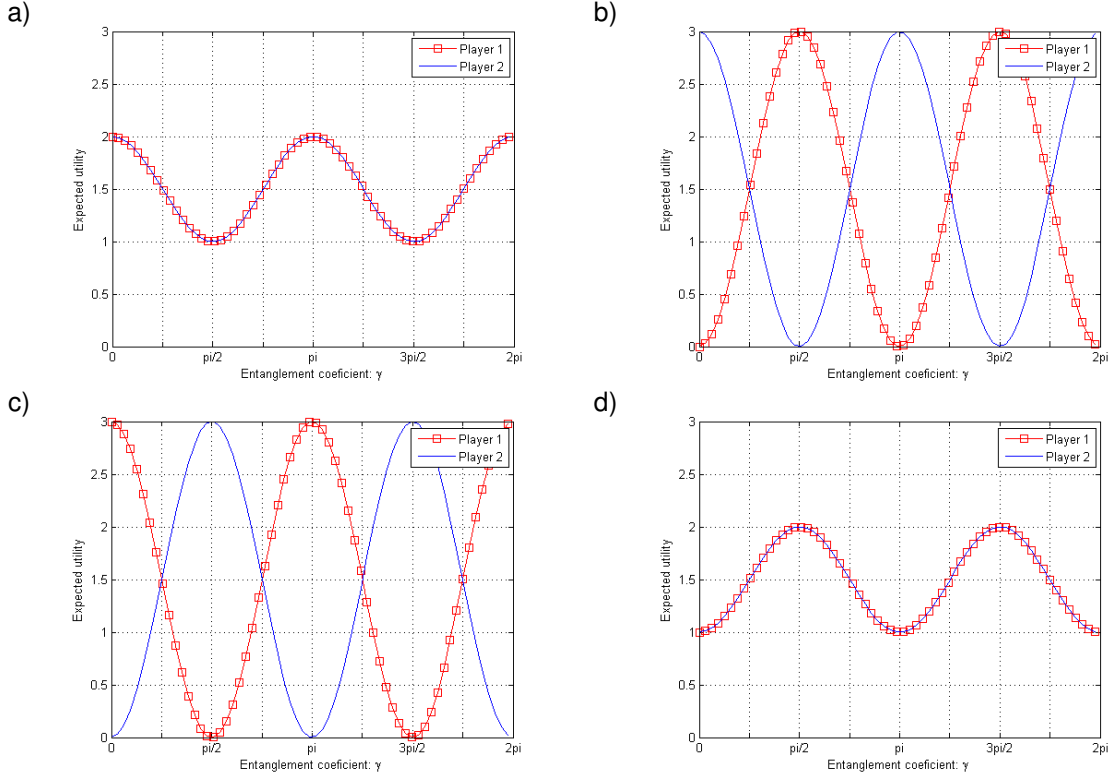 a)
3
2.5
2
1.5
1
0.5
0
Expected utility
0 pi/2 pi 3pi/2 2pi
Entanglement coeficient: γ
Player 1
Player 2
b)
3
2.5
2
1.5
1
0.5
0
Expected utility
0 pi/2 pi 3pi/2 2pi
Entanglement coeficient: γ
Player 1
Player 2
c)
3
2.5
2
1.5
1
0.5
0
Expected utility
0 pi/2 pi 3pi/2 2pi
Entanglement coeficient: γ
Player 1
Player 2
d)
3
2.5
2
1.5
1
0.5
0
Expected utility
0 pi/2 pi 3pi/2 2pi
Entanglement coeficient: γ
Player 1
Player 2